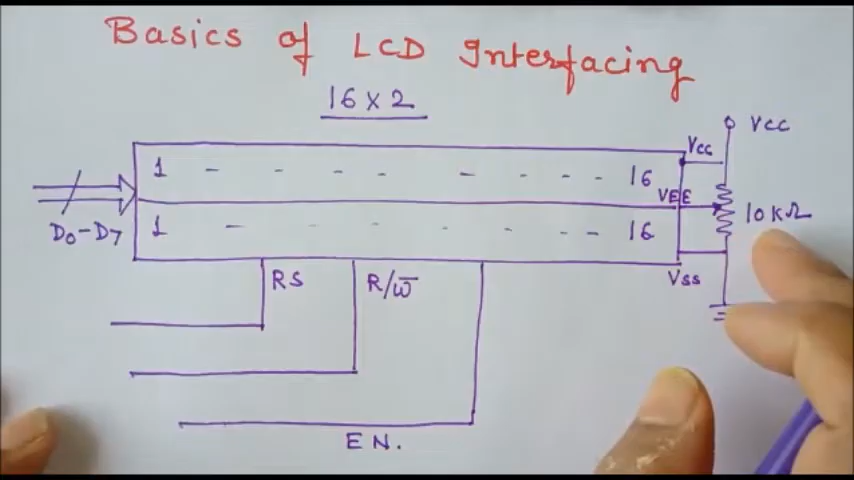 Basics of LCD Interfacing
16 x 2
Vcc
Vcc
1 - - - - - - - - 16
VEE
10KΩ
D0-D7
1 - - - - - - - 16
RS
R/W̅
Vss
EN.